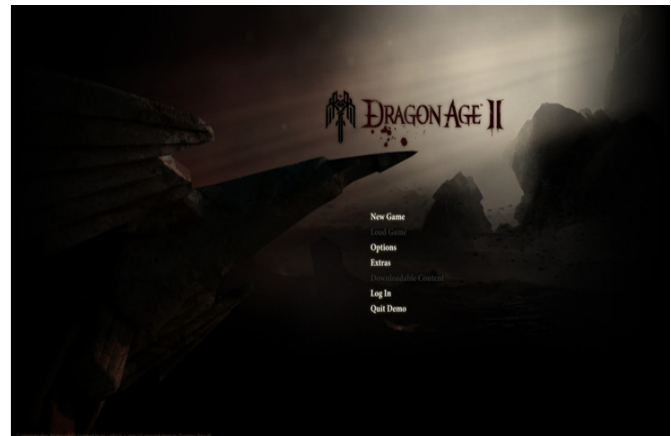 DRAGON AGE II
New Game
Load Game
Options
Extras
Downloadable Content
Log In
Quit Demo